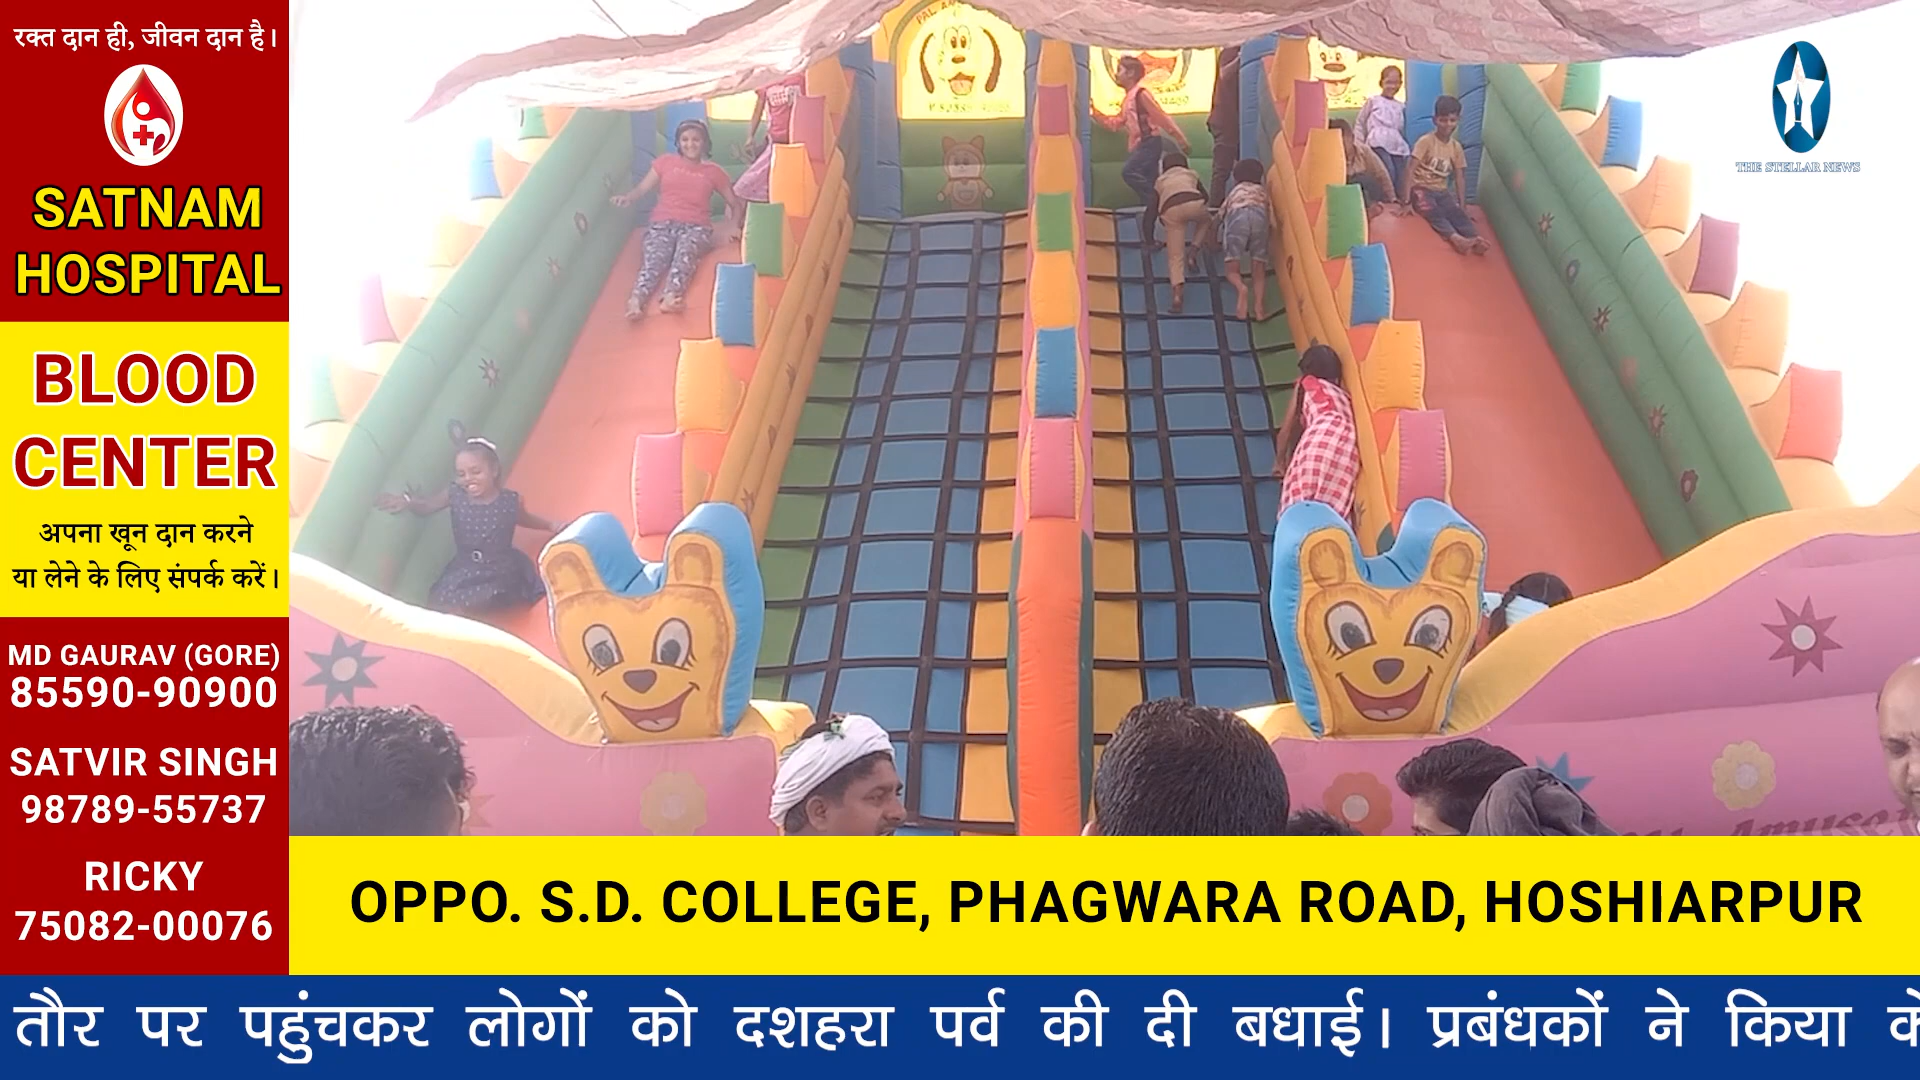 रक्त दान ही, जीवन दान है।
SATNAM
HOSPITAL
BLOOD
CENTER
अपना खून दान करने
या लेने के लिए संपर्क करें।
MD GAURAV (GORE)
85590-90900
SATVIR SINGH
98789-55737
RICKY
75082-00076
THE STELLAR NEWS
OPPO. S.D. COLLEGE, PHAGWARA ROAD, HOSHIARPUR
तौर पर पहुंचकर लोगों को दशहरा पर्व की दी बधाई। प्रबंधकों ने किया